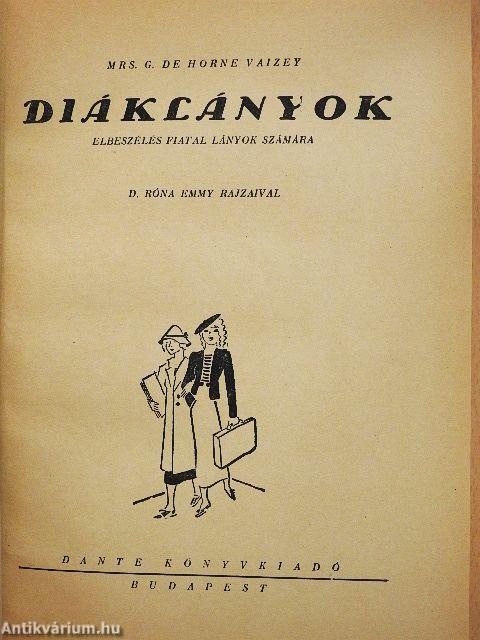 MRS. G. DE HORNE VAIZEY
DIÁKLÁNYOK
ELBESZÉLÉS FIATAL LÁNYOK SZÁMÁRA
D. RÓNA EMMY RAJZAIVAL
DANTE KÖNYVKIADÓ
BUDAPEST
Antikvárium.hu